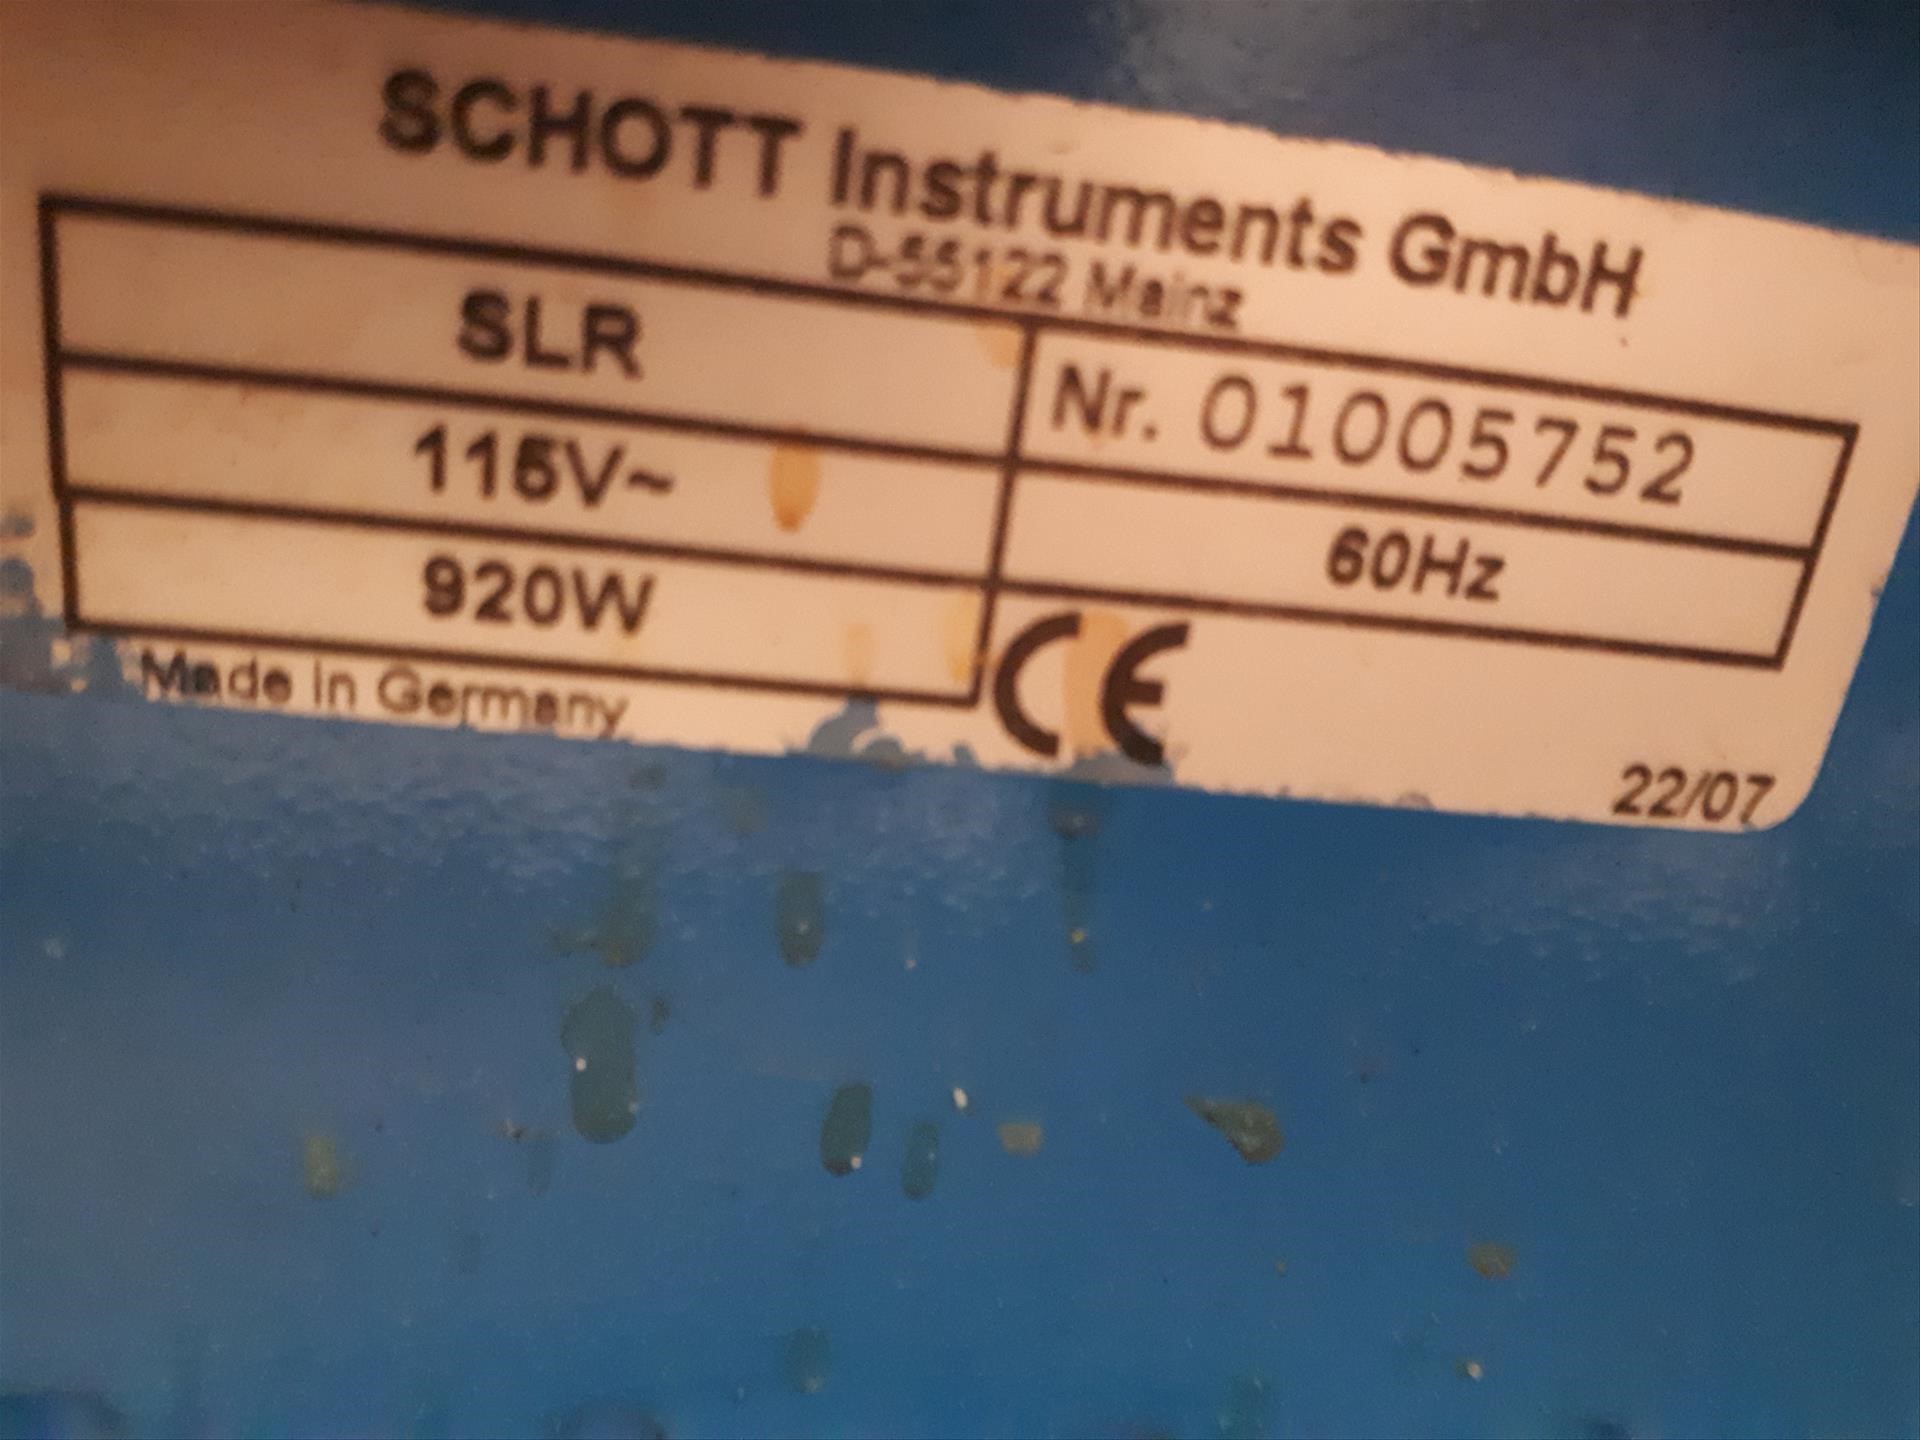 SCHOTT Instruments GmbH
D-55122 Mainz
SLR
Nr. 01005752
115V~
60Hz
920W
CE
Made in Germany
22/07